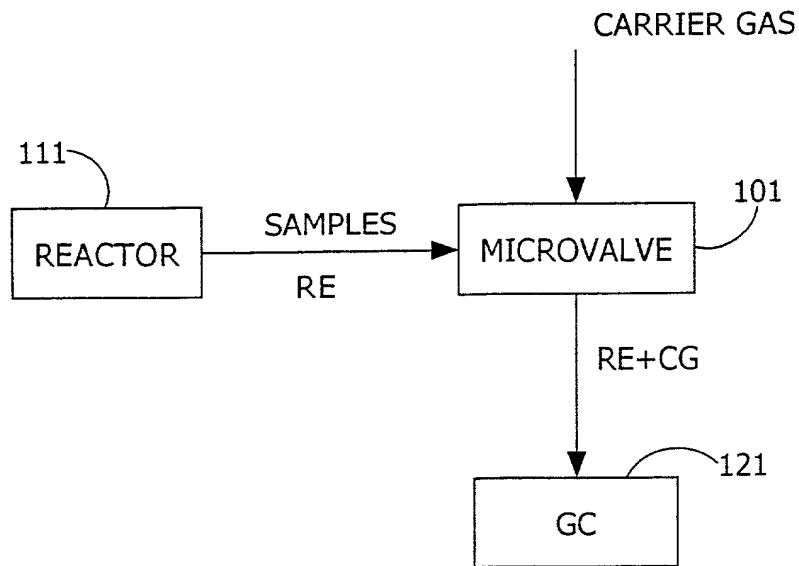 CARRIER GAS
111
101
SAMPLES
REACTOR
MICROVALVE
RE
RE+CG
121
GC